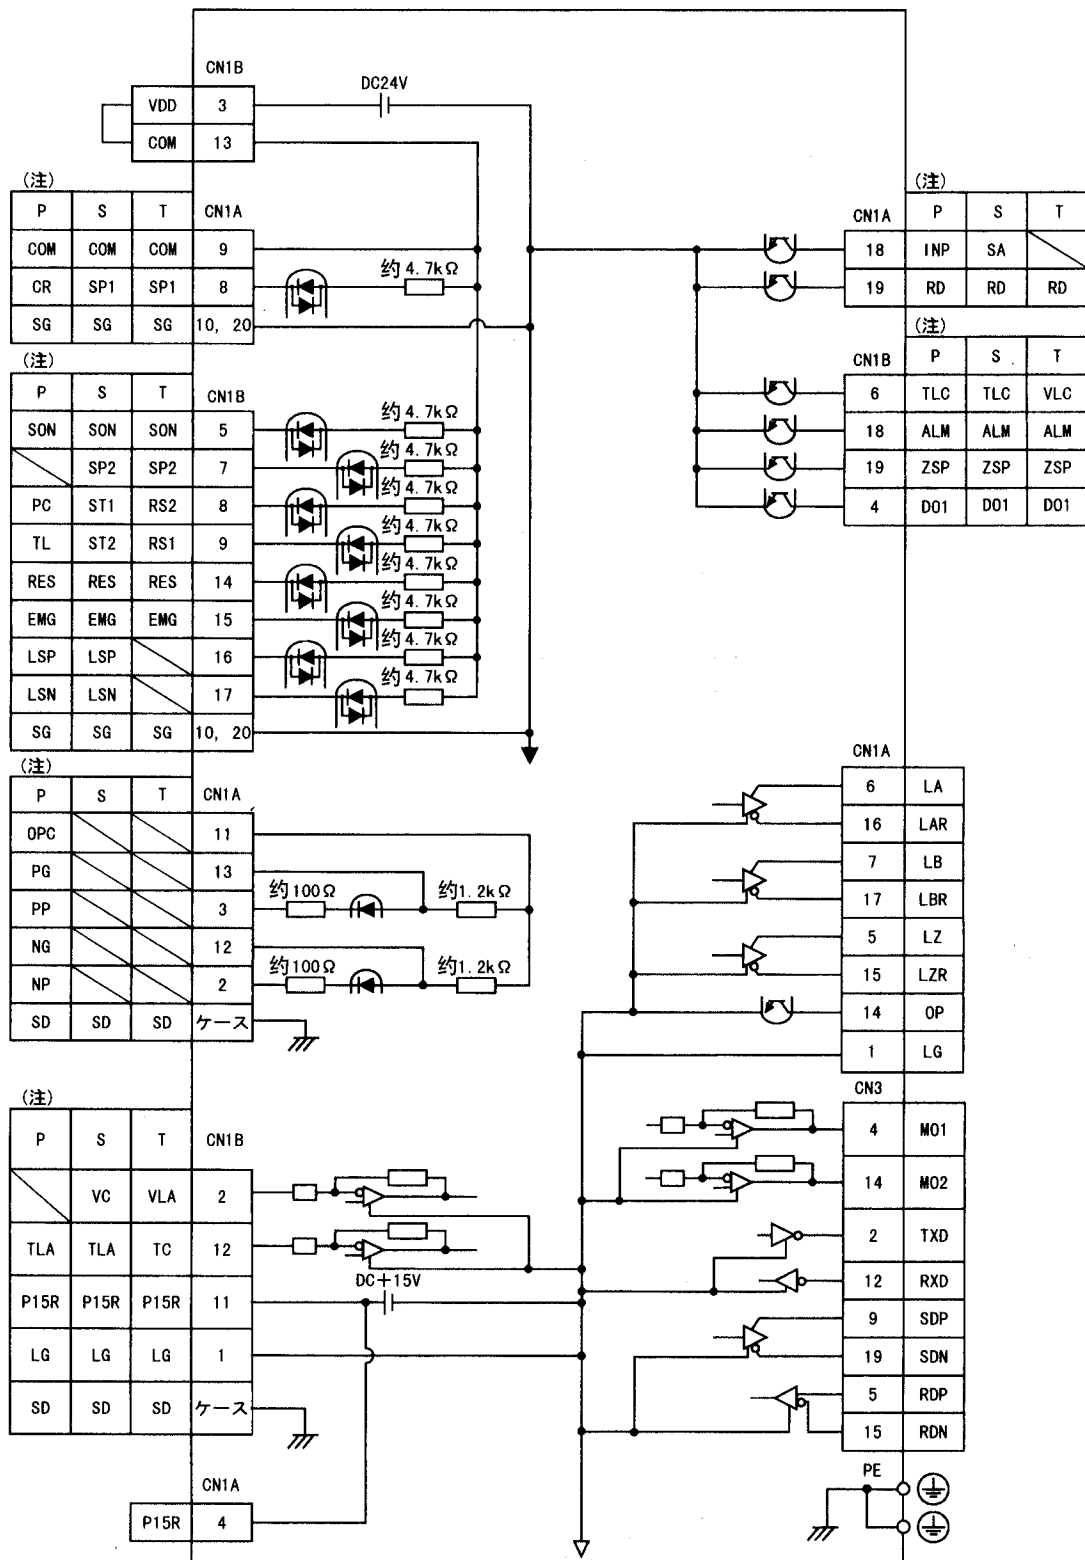 CN1B
VDD 3
COM 13
DC24V
(注)
P S T CN1A
COM COM COM 9
CR SP1 SP1 8
SG SG SG 10, 20
约4.7kΩ
(注)
P S T CN1B
SON SON SON 5
SP2 SP2 7
PC ST1 RS2 8
TL ST2 RS1 9
RES RES RES 14
EMG EMG EMG 15
LSP LSP 16
LSN LSN 17
SG SG SG 10, 20
约4.7kΩ
约4.7kΩ
约4.7kΩ
约4.7kΩ
约4.7kΩ
约4.7kΩ
约4.7kΩ
约4.7kΩ
(注)
P S T CN1A
OPC 11
PG 13
PP 3
NG 12
NP 2
SD SD SD ケース
约100Ω 约1.2kΩ
约100Ω 约1.2kΩ
(注)
P S T CN1B
VC VLA 2
TLA TLA TC 12
P15R P15R P15R 11
LG LG LG 1
SD SD SD ケース
DC+15V
CN1A
P15R 4
(注)
CN1A P S T
18 INP SA
19 RD RD RD
(注)
CN1B P S T
6 TLC TLC VLC
18 ALM ALM ALM
19 ZSP ZSP ZSP
4 DO1 DO1 DO1
CN1A
6 LA
16 LAR
7 LB
17 LBR
5 LZ
15 LZR
14 OP
1 LG
CN3
4 MO1
14 MO2
2 TXD
12 RXD
9 SDP
19 SDN
5 RDP
15 RDN
PE